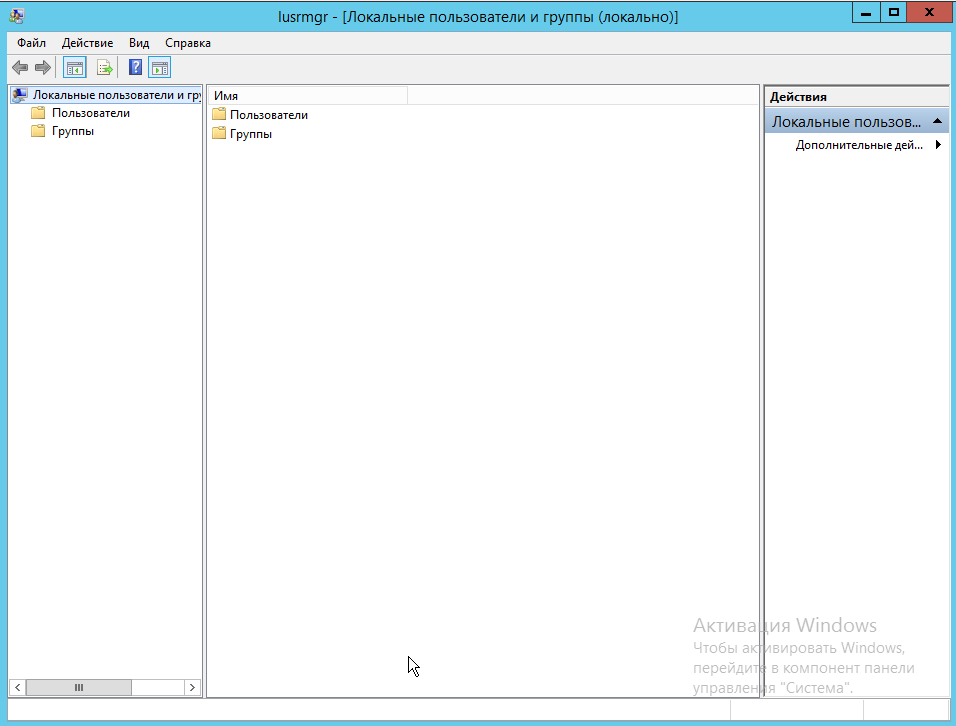 lusrmgr - [Локальные пользователи и группы (локально)]
Файл Действие Вид Справка
Локальные пользователи и гру
Пользователи
Группы
Имя
Пользователи
Группы
Действия
Локальные пользов...
Дополнительные дей...
Активация Windows
Чтобы активировать Windows,
перейдите в компонент панели
управления "Система".